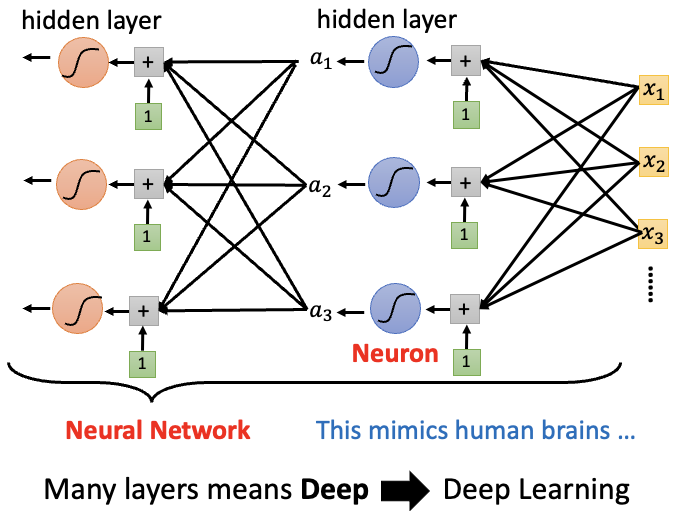 hidden layer
hidden layer
+
a₁
+
x₁
1
1
x₂
+
a₂
+
1
1
x₃
......
+
a₃
+
Neuron
1
1
Neural Network
This mimics human brains …
Many layers means Deep
Deep Learning